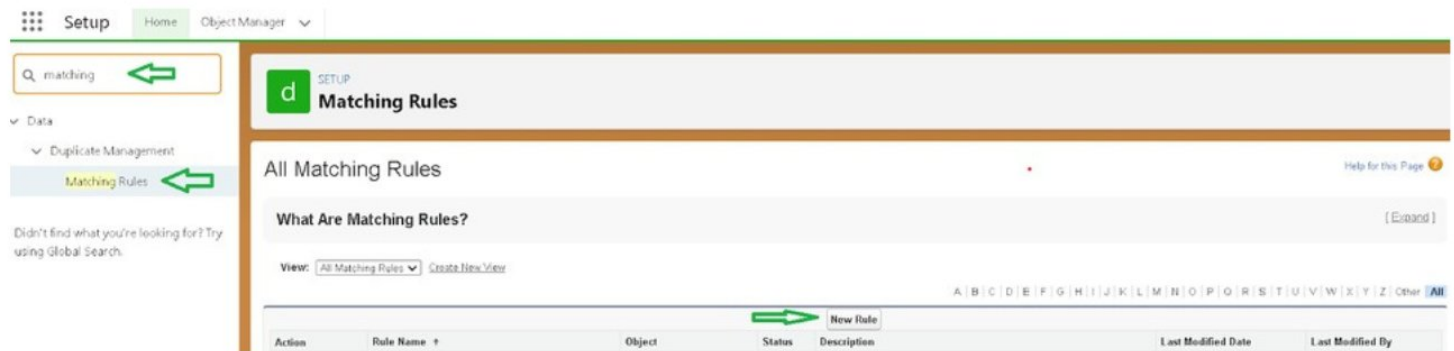 Setup Home Object Manager
matching
Data
Duplicate Management
Matching Rules
Didn't find what you're looking for? Try
using Global Search.
d
SETUP
Matching Rules
All Matching Rules
Help for this Page ?
What Are Matching Rules?
[ Expand ]
View: All Matching Rules Create New View
A | B | C | D | E | F | G | H | I | J | K | L | M | N | O | P | Q | R | S | T | U | V | W | X | Y | Z | Other | All
New Rule
Action Rule Name ↑ Object Status Description Last Modified Date Last Modified By